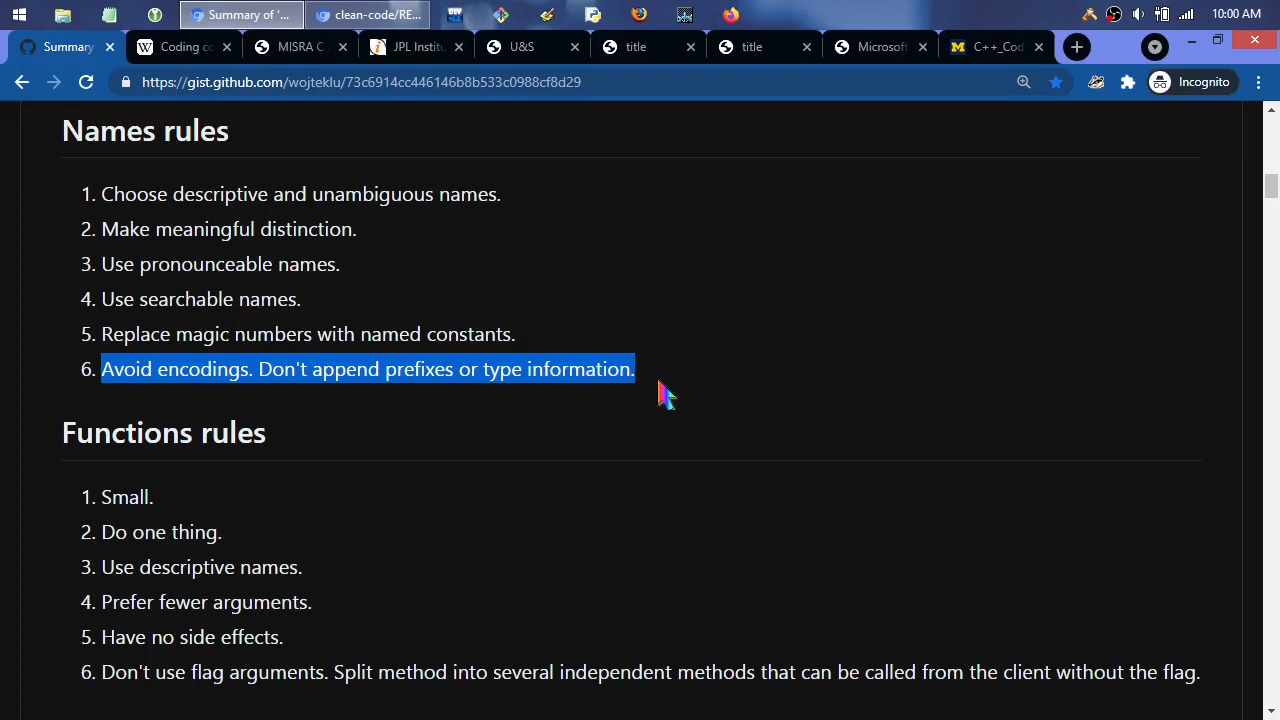 Summary of '...
clean-code/RE...
10:00 AM
Summary
Coding co
MISRA C
JPL Instit
U&S
title
title
Microsoft
C++_Cod
https://gist.github.com/wojteklu/73c6914cc446146b8b533c0988cf8d29
Incognito
Names rules
1. Choose descriptive and unambiguous names.
2. Make meaningful distinction.
3. Use pronounceable names.
4. Use searchable names.
5. Replace magic numbers with named constants.
6. Avoid encodings. Don't append prefixes or type information.
Functions rules
1. Small.
2. Do one thing.
3. Use descriptive names.
4. Prefer fewer arguments.
5. Have no side effects.
6. Don't use flag arguments. Split method into several independent methods that can be called from the client without the flag.